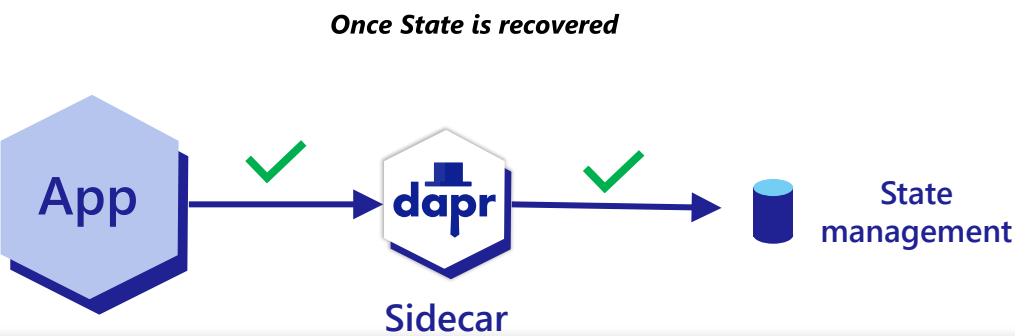 Once State is recovered
App
dapr
State
management
Sidecar